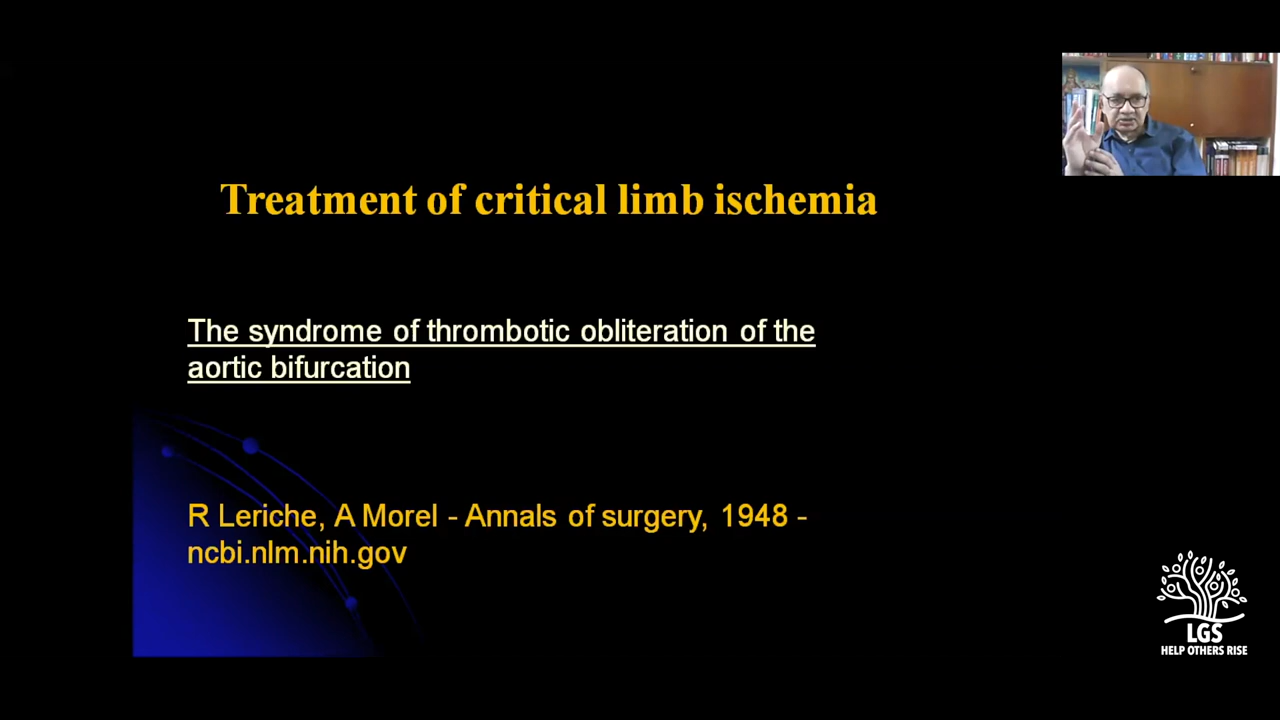 Treatment of critical limb ischemia
The syndrome of thrombotic obliteration of the
aortic bifurcation
R Leriche, A Morel - Annals of surgery, 1948 -
ncbi.nlm.nih.gov
LGS
HELP OTHERS RISE